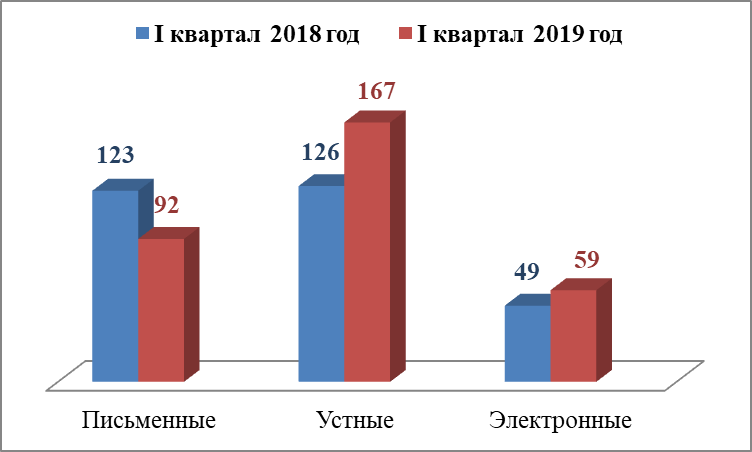 I квартал 2018 год I квартал 2019 год
167
123 126
92
49 59
Письменные Устные Электронные